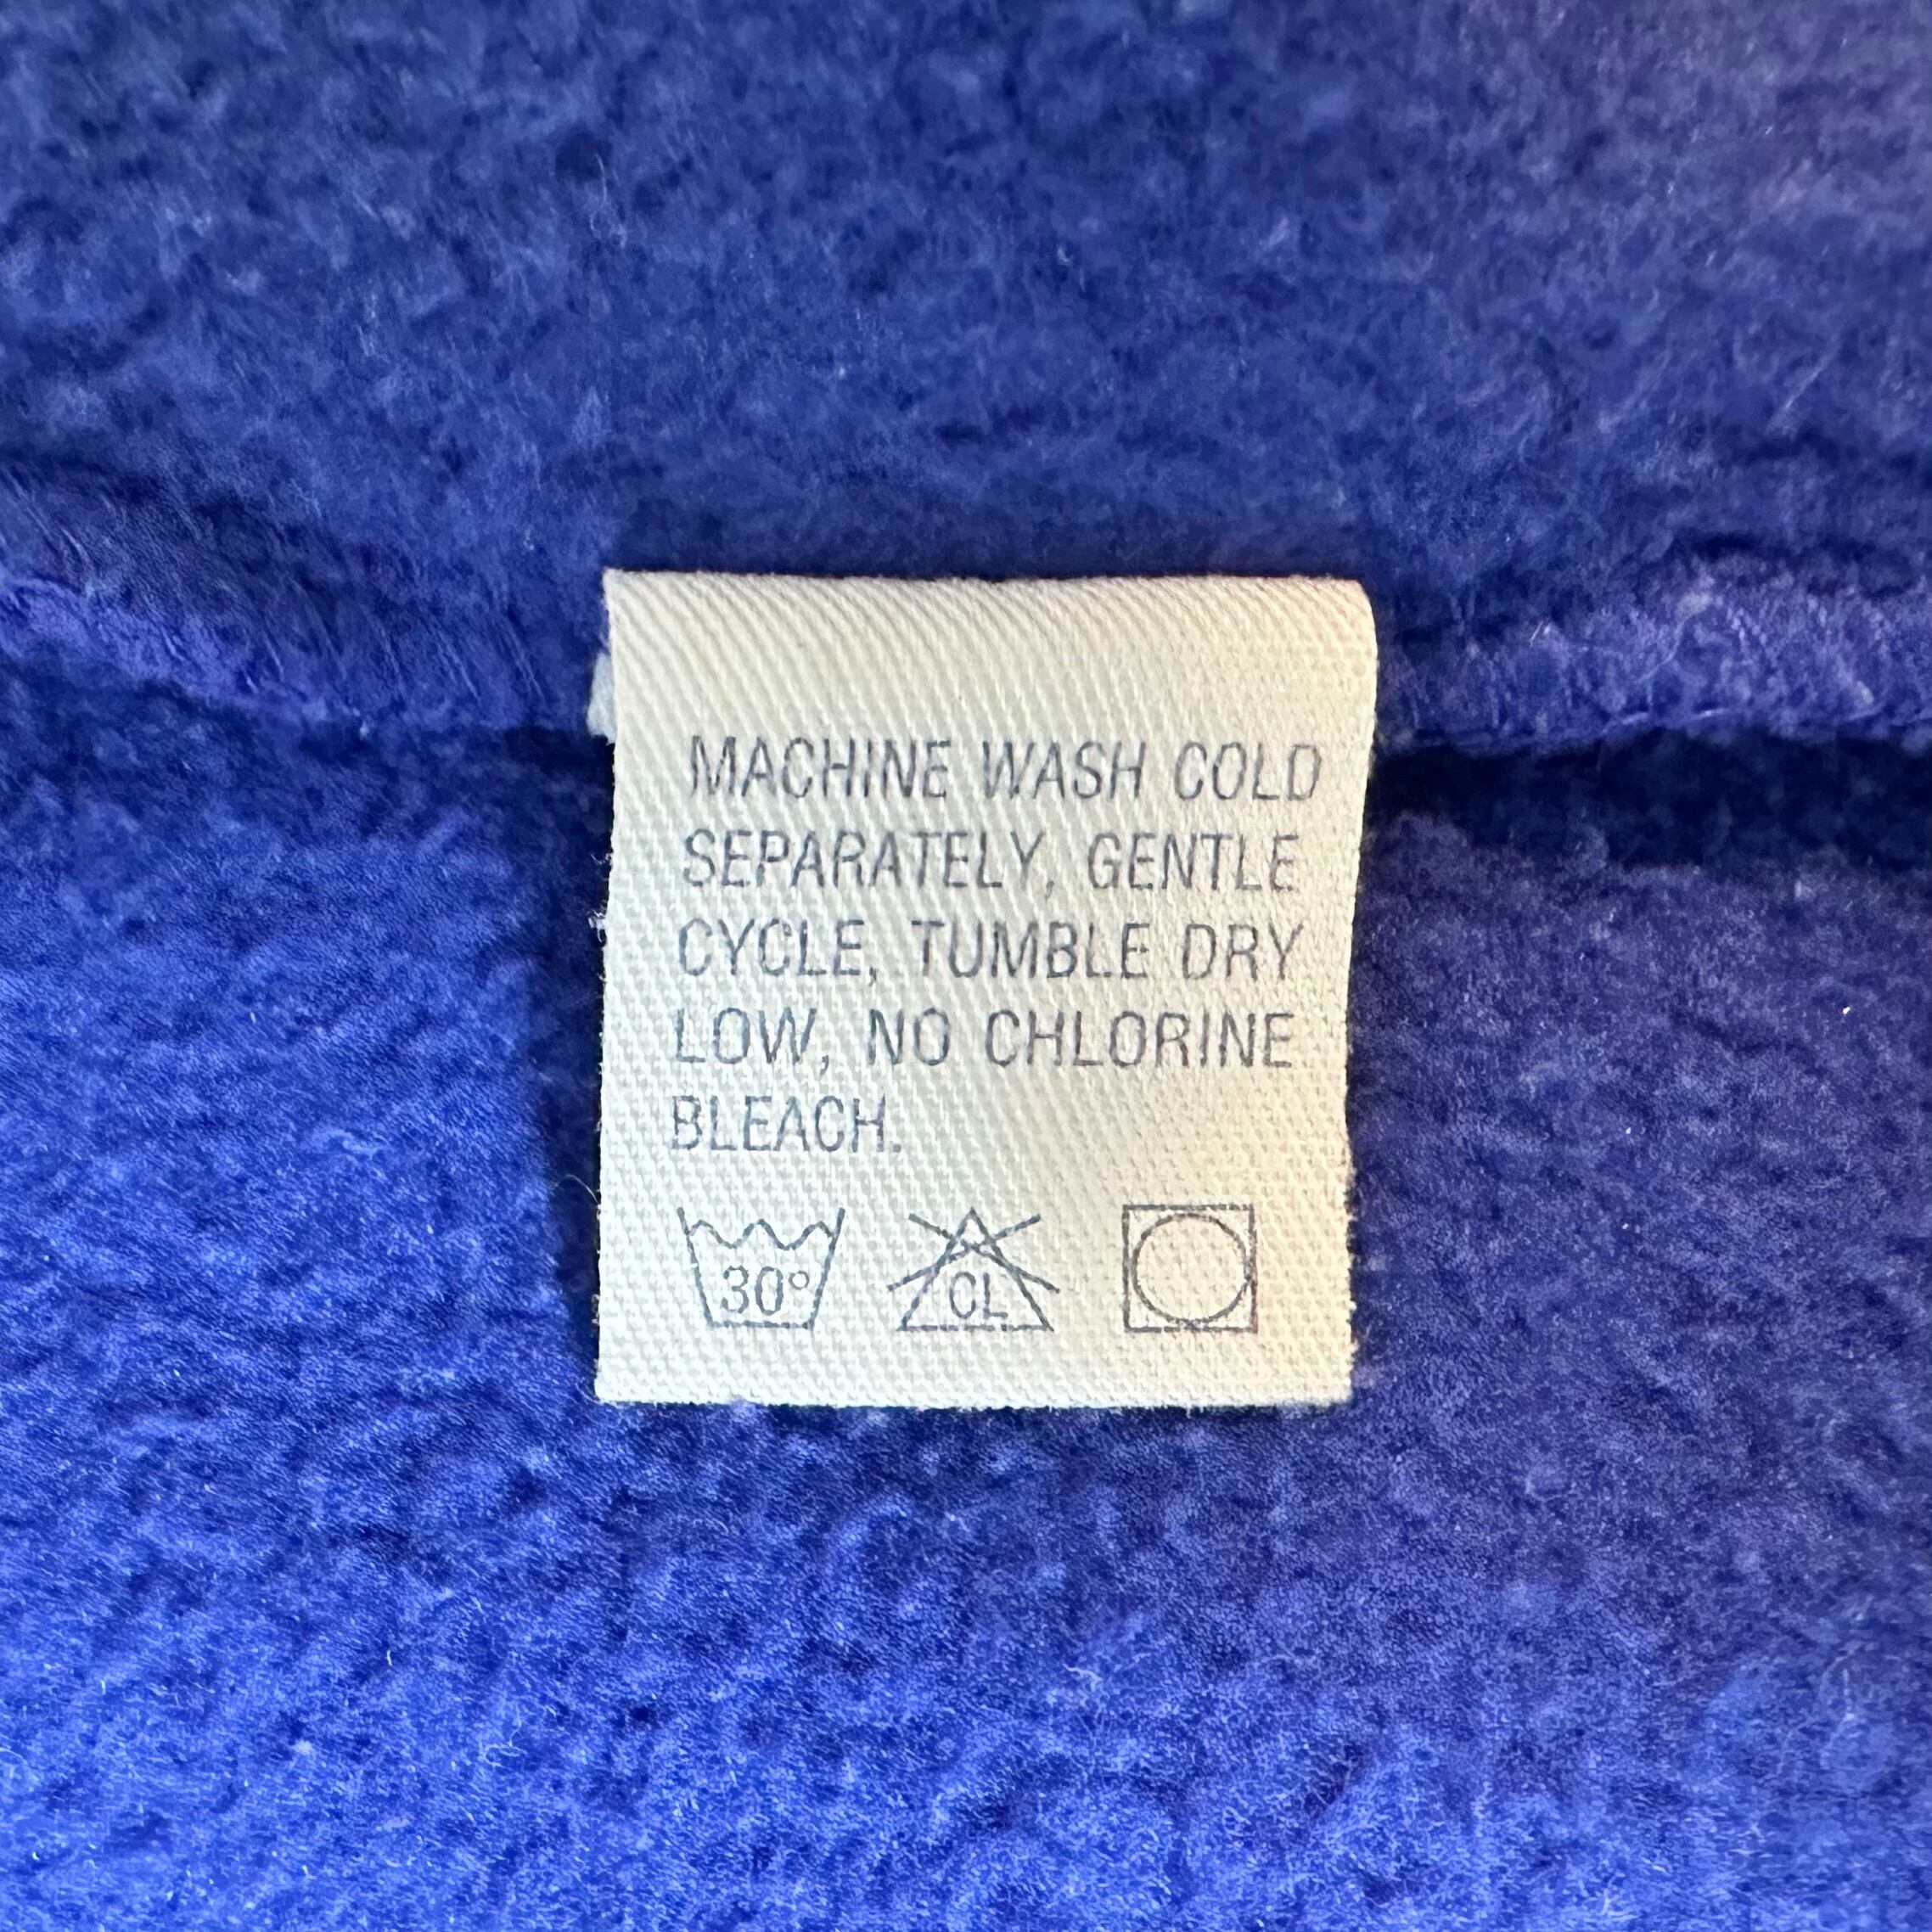 MACHINE WASH COLD
SEPARATELY, GENTLE
CYCLE, TUMBLE DRY
LOW, NO CHLORINE
BLEACH.
30° CL